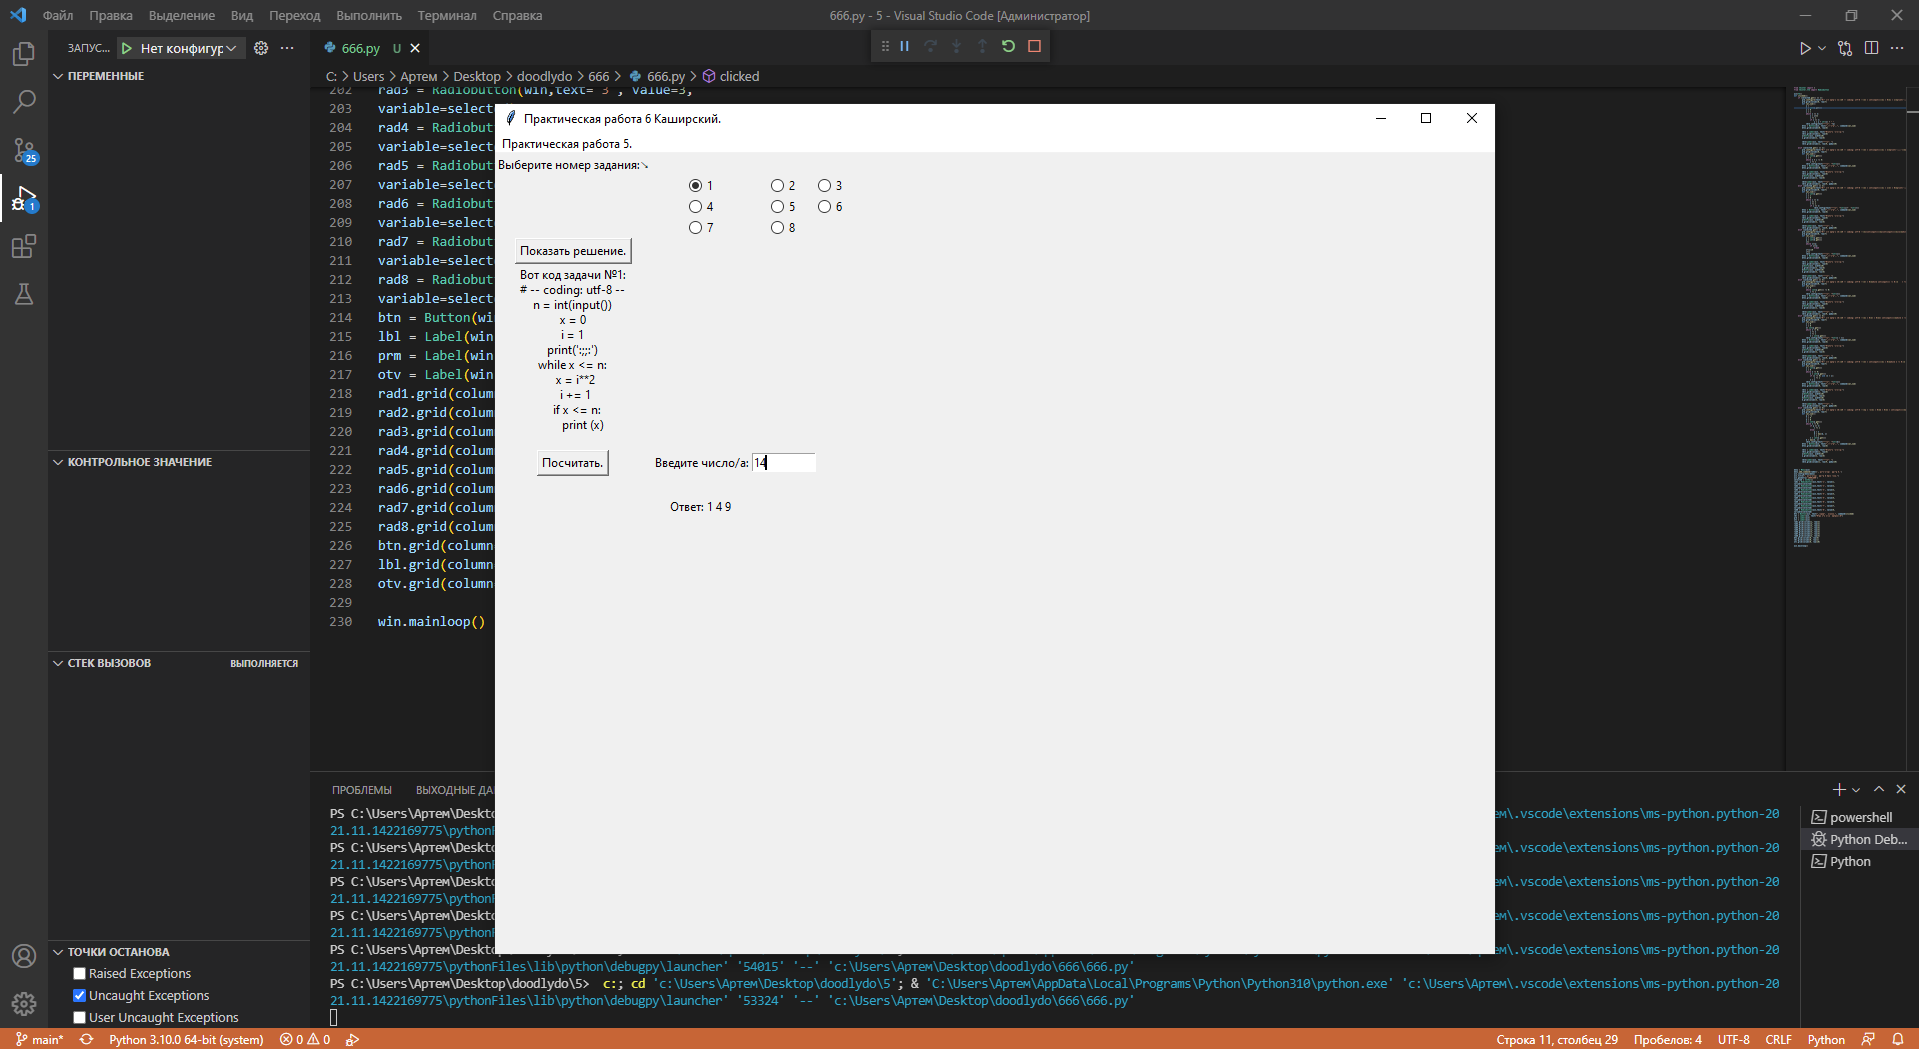 Файл Правка Выделение Вид Переход Выполнить Терминал Справка
666.py - 5 - Visual Studio Code [Администратор]
ЗАПУС... Нет конфигур
666.py U
C: > Users > Артем > Desktop > doodlydo > 666 > 666.py > clicked
ПЕРЕМЕННЫЕ
КОНТРОЛЬНОЕ ЗНАЧЕНИЕ
СТЕК ВЫЗОВОВ ВЫПОЛНЯЕТСЯ
ТОЧКИ ОСТАНОВА
Raised Exceptions
Uncaught Exceptions
User Uncaught Exceptions
25
1
202 rad3 = Radiobutton(win,text="3", value=3,
203 variable=select
204 rad4 = Radiobut
205 variable=select
206 rad5 = Radiobut
207 variable=select
208 rad6 = Radiobut
209 variable=select
210 rad7 = Radiobut
211 variable=select
212 rad8 = Radiobut
213 variable=select
214 btn = Button(wi
215 lbl = Label(win
216 prm = Label(win
217 otv = Label(win
218 rad1.grid(colum
219 rad2.grid(colum
220 rad3.grid(colum
221 rad4.grid(colum
222 rad5.grid(colum
223 rad6.grid(colum
224 rad7.grid(colum
225 rad8.grid(colum
226 btn.grid(column
227 lbl.grid(column
228 otv.grid(column
229
230 win.mainloop()
Практическая работа 6 Каширский.
Практическая работа 5.
Выберите номер задания:
1 2 3
4 5 6
7 8
Показать решение.
Вот код задачи №1:
# -- coding: utf-8 --
n = int(input())
x = 0
i = 1
print(':;;:')
while x <= n:
x = i**2
i += 1
if x <= n:
print (x)
Посчитать. Введите число/а: 14
Ответ: 1 4 9
ПРОБЛЕМЫ ВЫХОДНЫЕ ДА
PS C:\Users\Артем\Deskto ем\.vscode\extensions\ms-python.python-20
21.11.1422169775\pythonF
PS C:\Users\Артем\Deskto ем\.vscode\extensions\ms-python.python-20
21.11.1422169775\pythonF
PS C:\Users\Артем\Deskto ем\.vscode\extensions\ms-python.python-20
21.11.1422169775\pythonF
PS C:\Users\Артем\Deskto ем\.vscode\extensions\ms-python.python-20
21.11.1422169775\pythonF
PS C:\Users\Артем\Deskto ем\.vscode\extensions\ms-python.python-20
21.11.1422169775\pythonFiles\lib\python\debugpy\launcher' '54015' '--' 'c:\Users\Артем\Desktop\doodlydo\666\666.py'
PS C:\Users\Артем\Desktop\doodlydo\5> c:; cd 'c:\Users\Артем\Desktop\doodlydo\5'; & 'C:\Users\Артем\AppData\Local\Programs\Python\Python310\python.exe' 'c:\Users\Артем\.vscode\extensions\ms-python.python-20
21.11.1422169775\pythonFiles\lib\python\debugpy\launcher' '53324' '--' 'c:\Users\Артем\Desktop\doodlydo\666\666.py'
powershell
Python Deb...
Python
main* Python 3.10.0 64-bit (system) 0 0
Строка 11, столбец 29 Пробелов: 4 UTF-8 CRLF Python